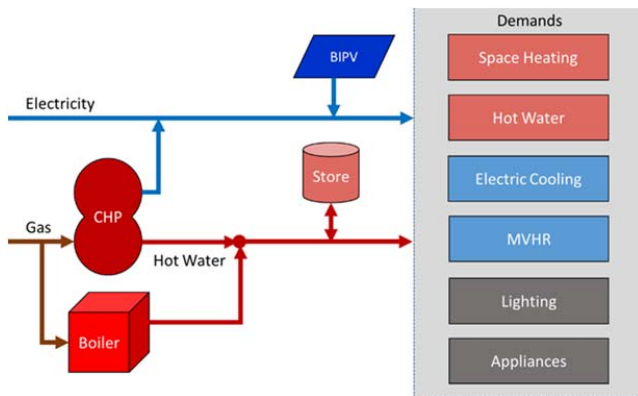 Demands
BIPV
Space Heating
Electricity
Hot Water
Store
Electric Cooling
CHP
Gas
MVHR
Hot Water
Lighting
Boiler
Appliances